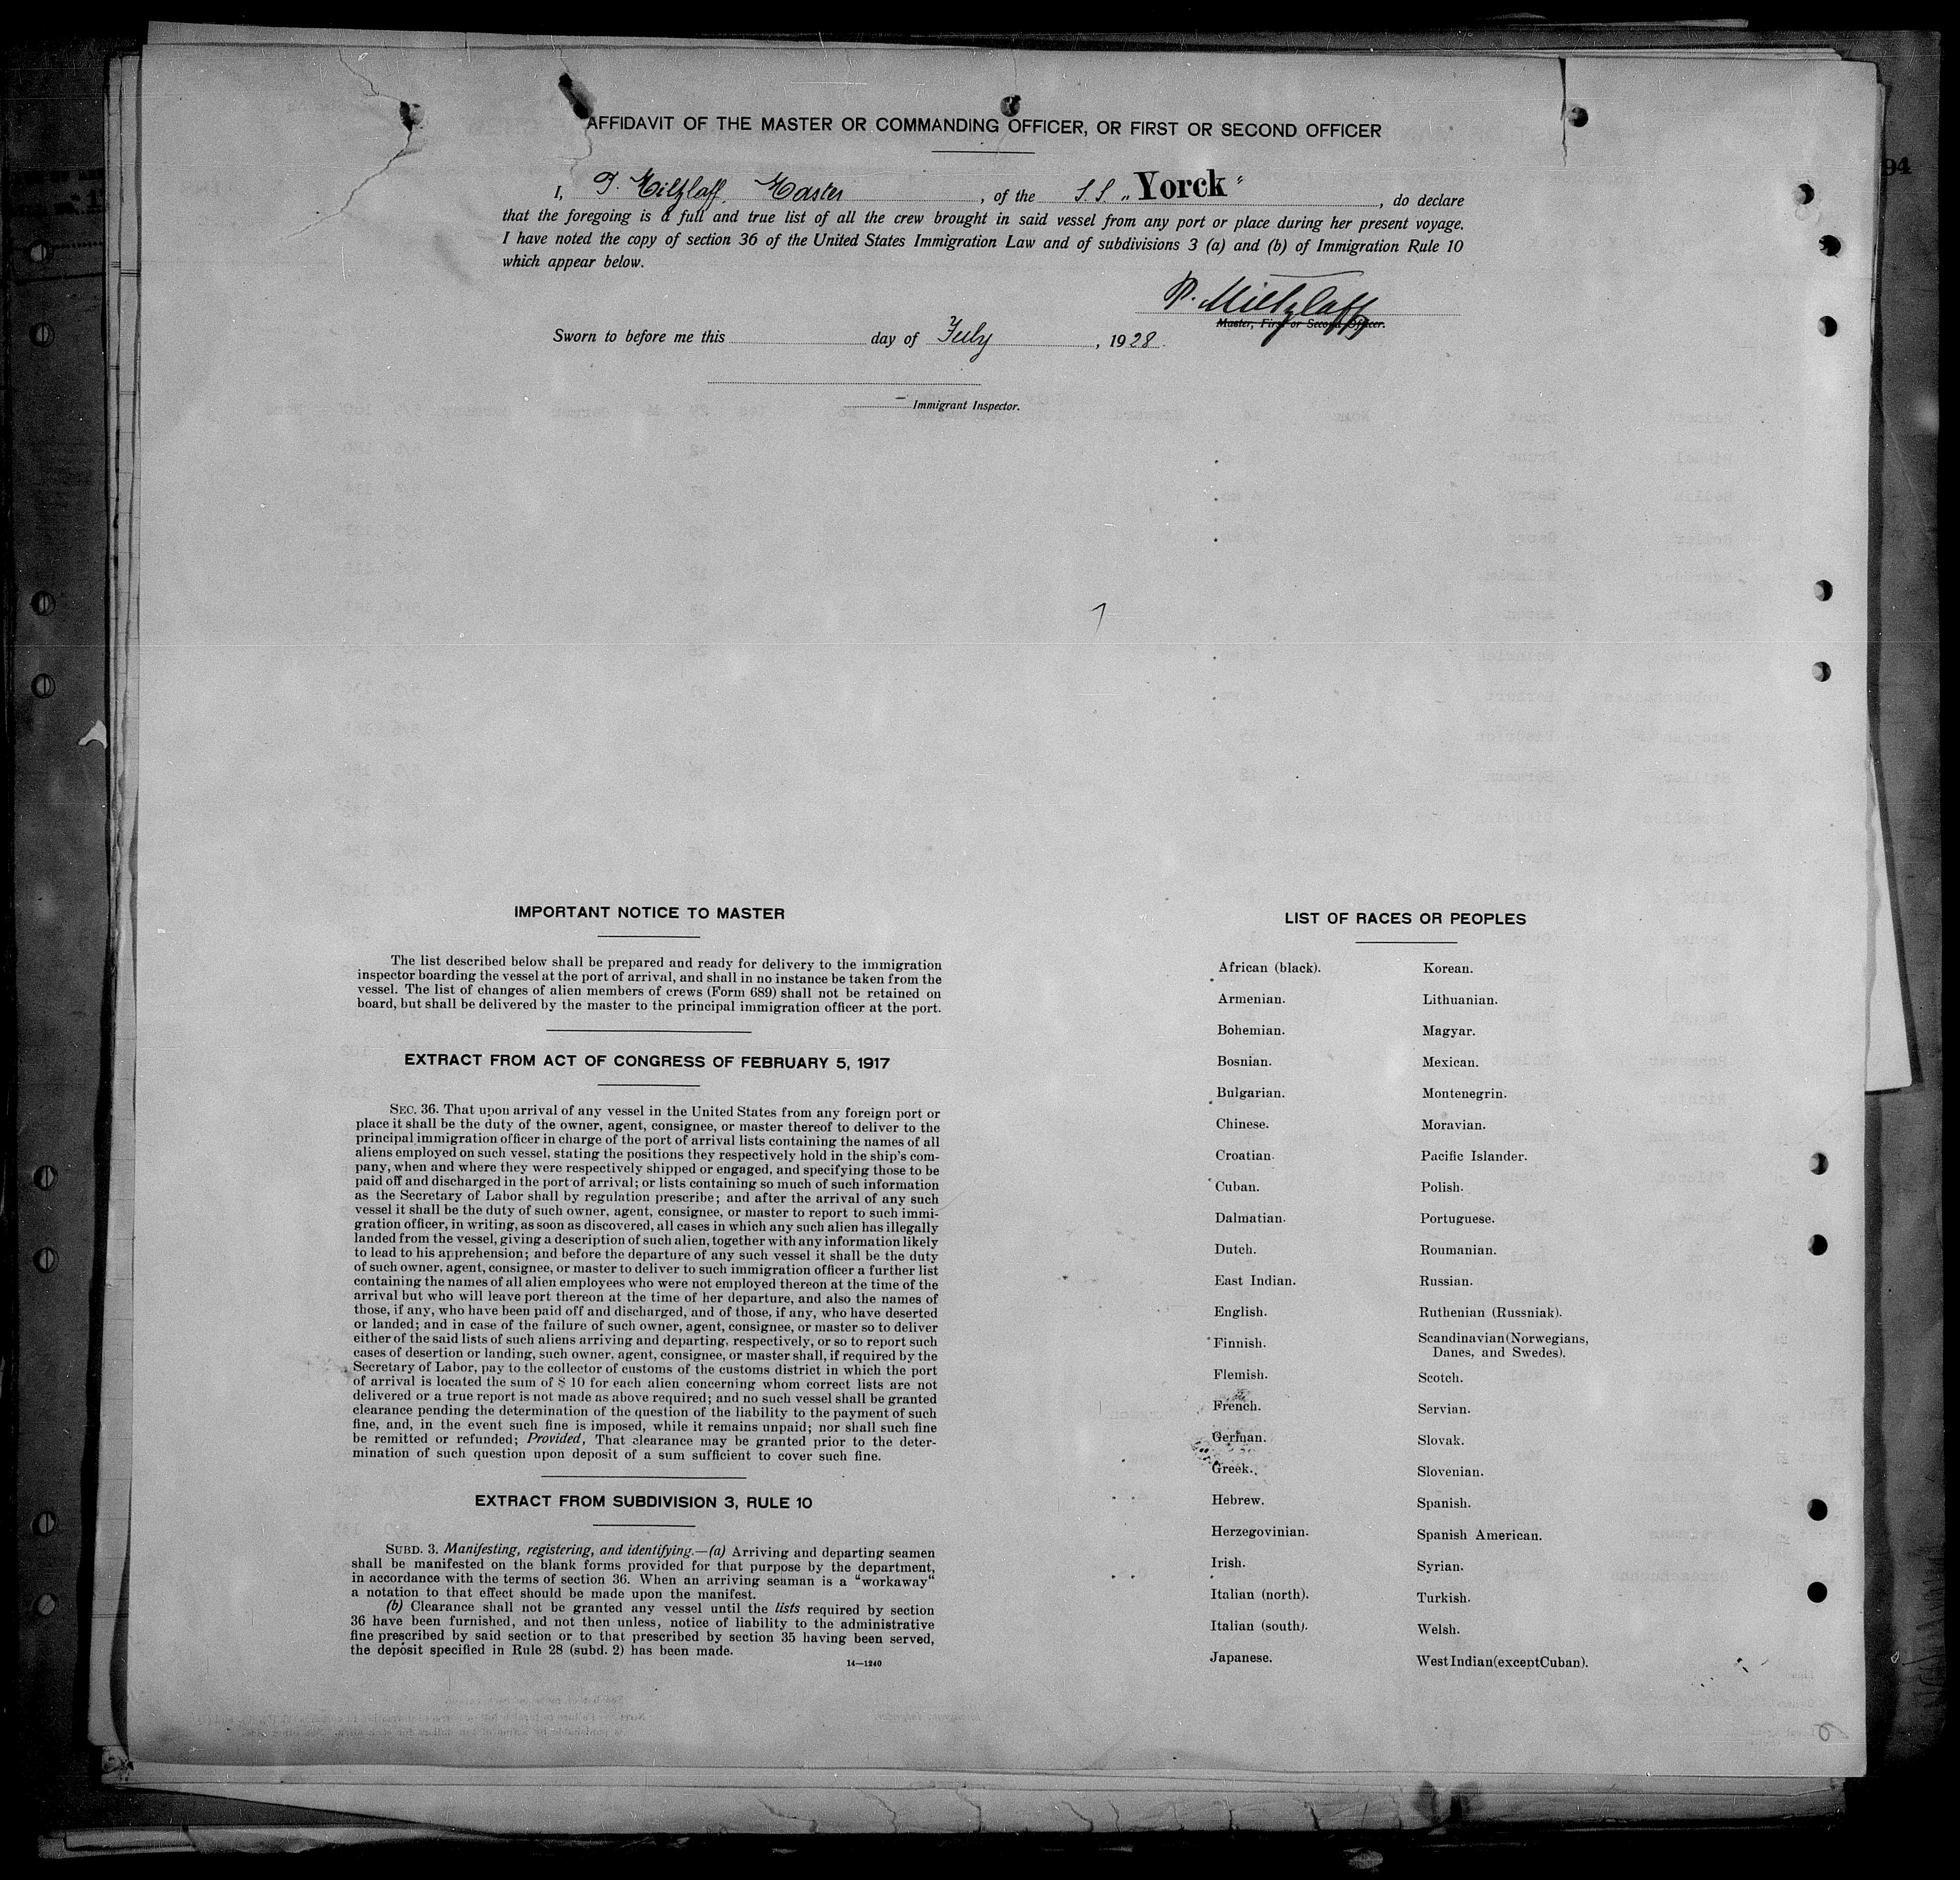 AFFIDAVIT OF THE MASTER OR COMMANDING OFFICER, OR FIRST OR SECOND OFFICER
I, P. Miltzlaff, Master, of the S.S. „Yorck“, do declare
that the foregoing is a full and true list of all the crew brought in said vessel from any port or place during her present voyage.
I have noted the copy of section 36 of the United States Immigration Law and of subdivisions 3 (a) and (b) of Immigration Rule 10
which appear below.
P. Miltzlaff
Master, First or Second Officer.
Sworn to before me this day of July, 1928.
Immigrant Inspector.
94
IMPORTANT NOTICE TO MASTER
The list described below shall be prepared and ready for delivery to the immigration
inspector boarding the vessel at the port of arrival, and shall in no instance be taken from the
vessel. The list of changes of alien members of crews (Form 689) shall not be retained on
board, but shall be delivered by the master to the principal immigration officer at the port.
EXTRACT FROM ACT OF CONGRESS OF FEBRUARY 5, 1917
SEC. 36. That upon arrival of any vessel in the United States from any foreign port or
place it shall be the duty of the owner, agent, consignee, or master thereof to deliver to the
principal immigration officer in charge of the port of arrival lists containing the names of all
aliens employed on such vessel, stating the positions they respectively hold in the ship's com-
pany, when and where they were respectively shipped or engaged, and specifying those to be
paid off and discharged in the port of arrival; or lists containing so much of such information
as the Secretary of Labor shall by regulation prescribe; and after the arrival of any such
vessel it shall be the duty of such owner, agent, consignee, or master to report to such immi-
gration officer, in writing, as soon as discovered, all cases in which any such alien has illegally
landed from the vessel, giving a description of such alien, together with any information likely
to lead to his apprehension; and before the departure of any such vessel it shall be the duty
of such owner, agent, consignee, or master to deliver to such immigration officer a further list
containing the names of all alien employees who were not employed thereon at the time of the
arrival but who will leave port thereon at the time of her departure, and also the names of
those, if any, who have been paid off and discharged, and of those, if any, who have deserted
or landed; and in case of the failure of such owner, agent, consignee, or master so to deliver
either of the said lists of such aliens arriving and departing, respectively, or so to report such
cases of desertion or landing, such owner, agent, consignee, or master shall, if required by the
Secretary of Labor, pay to the collector of customs of the customs district in which the port
of arrival is located the sum of $ 10 for each alien concerning whom correct lists are not
delivered or a true report is not made as above required; and no such vessel shall be granted
clearance pending the determination of the question of the liability to the payment of such
fine, and, in the event such fine is imposed, while it remains unpaid; nor shall such fine
be remitted or refunded; Provided, That clearance may be granted prior to the deter-
mination of such question upon deposit of a sum sufficient to cover such fine.
EXTRACT FROM SUBDIVISION 3, RULE 10
SUBD. 3. Manifesting, registering, and identifying.—(a) Arriving and departing seamen
shall be manifested on the blank forms provided for that purpose by the department,
in accordance with the terms of section 36. When an arriving seaman is a “workaway“
a notation to that effect should be made upon the manifest.
(b) Clearance shall not be granted any vessel until the lists required by section
36 have been furnished, and not then unless, notice of liability to the administrative
fine prescribed by said section or to that prescribed by section 35 having been served,
the deposit specified in Rule 28 (subd. 2) has been made.
14—1240
LIST OF RACES OR PEOPLES
African (black). Korean.
Armenian. Lithuanian.
Bohemian. Magyar.
Bosnian. Mexican.
Bulgarian. Montenegrin.
Chinese. Moravian.
Croatian. Pacific Islander.
Cuban. Polish.
Dalmatian. Portuguese.
Dutch. Roumanian.
East Indian. Russian.
English. Ruthenian (Russniak).
Finnish. Scandinavian (Norwegians,
Danes, and Swedes).
Flemish. Scotch.
French. Servian.
German. Slovak.
Greek. Slovenian.
Hebrew. Spanish.
Herzegovinian. Spanish American.
Irish. Syrian.
Italian (north). Turkish.
Italian (south). Welsh.
Japanese. West Indian (except Cuban).